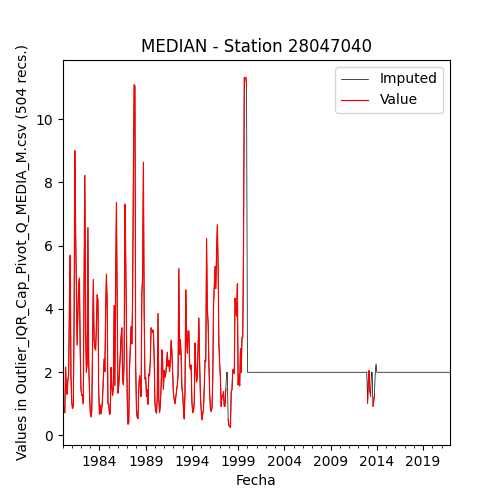 MEDIAN - Station 28047040
Imputed
Value
Values in Outlier_IQR_Cap_Pivot_Q_MEDIA_M.csv (504 recs.)
10
8
6
4
2
0
1984 1989 1994 1999 2004 2009 2014 2019
Fecha